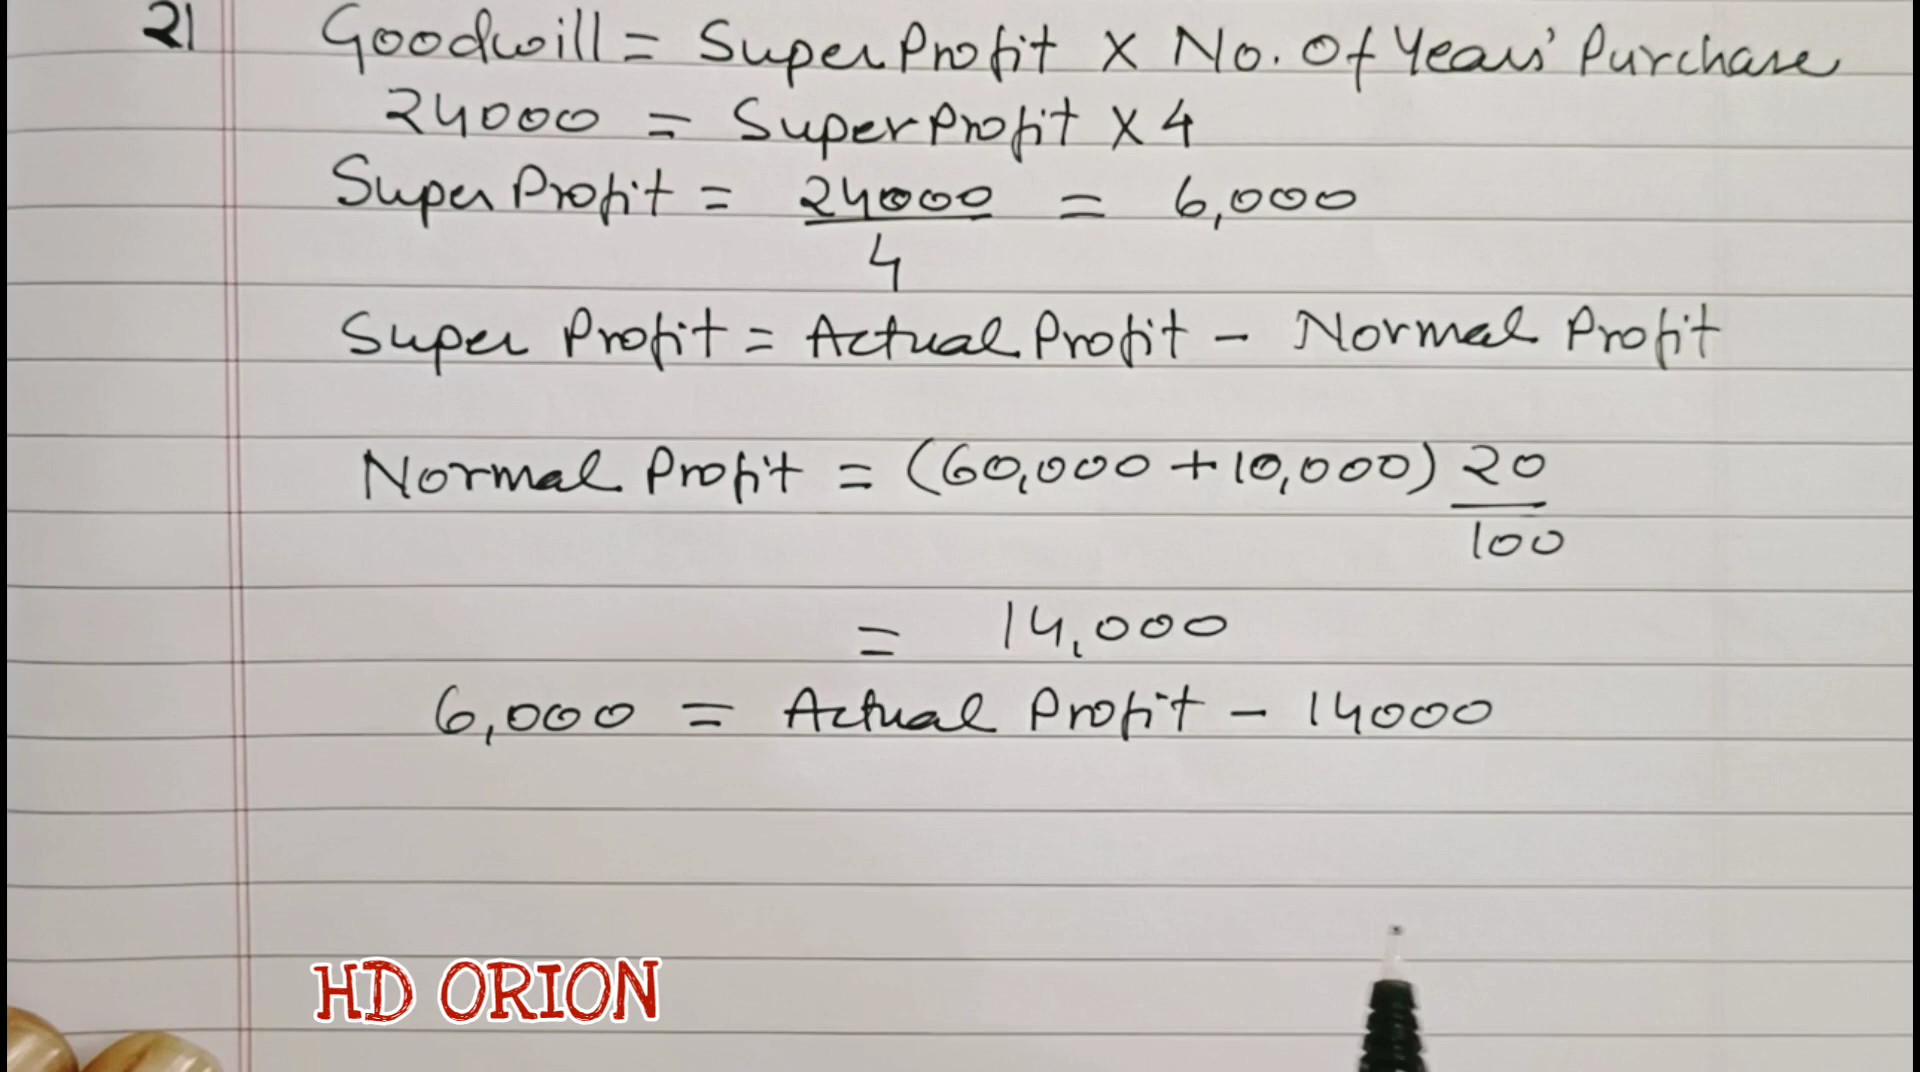 21 Goodwill = Super Profit × No. Of Years' Purchase
24000 = Super Profit × 4
Super Profit = 24000 = 6,000
4
Super Profit = Actual Profit - Normal Profit
Normal Profit = (60,000 + 10,000) 20
100
= 14,000
6,000 = Actual Profit - 14000
HD ORION